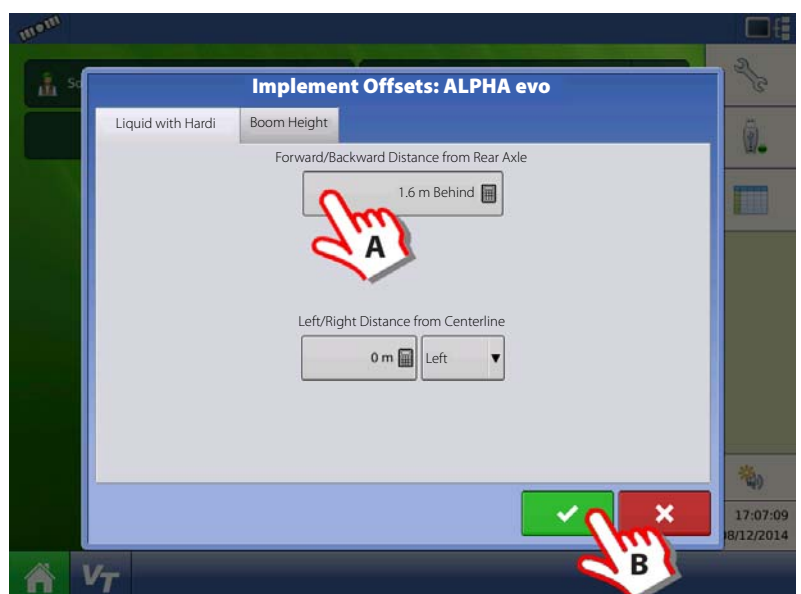 Implement Offsets: ALPHA evo
Liquid with Hardi
Boom Height
Forward/Backward Distance from Rear Axle
1.6 m Behind
A
Left/Right Distance from Centerline
0 m
Left
B
17:07:09
8/12/2014
VT